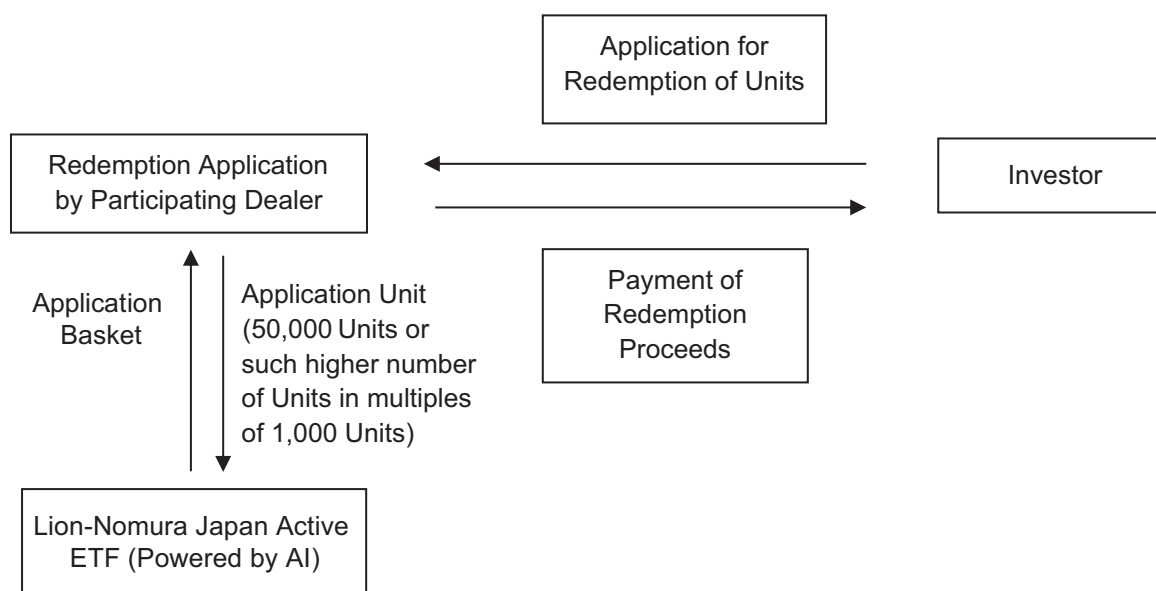 Application for
Redemption of Units
Redemption Application
by Participating Dealer
Investor
Application
Basket
Application Unit
(50,000 Units or
such higher number
of Units in multiples
of 1,000 Units)
Payment of
Redemption
Proceeds
Lion-Nomura Japan Active
ETF (Powered by AI)